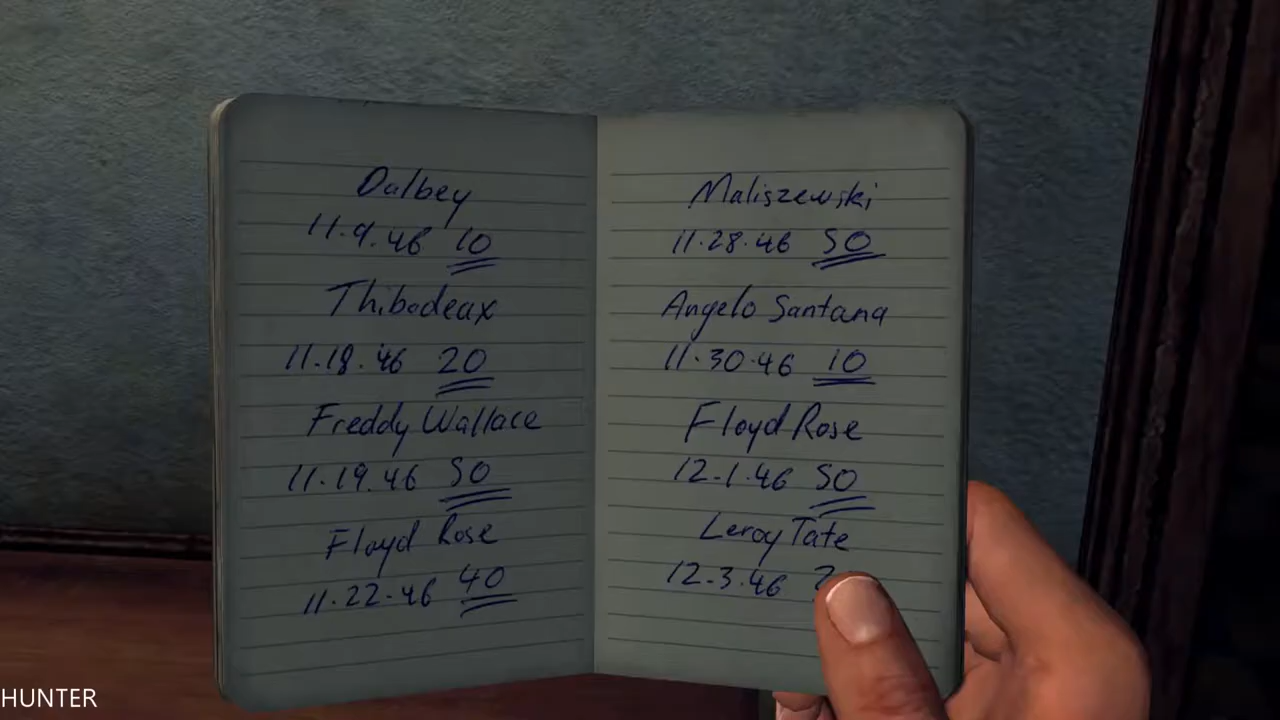 Dalbey
11.9.46 10
Thibodeax
11.18.46 20
Freddy Wallace
11.19.46 50
Floyd Rose
11.22.46 40
Maliszewski
11.28.46 50
Angelo Santana
11.30.46 10
Floyd Rose
12.1.46 50
Leroy Tate
12.3.46
HUNTER